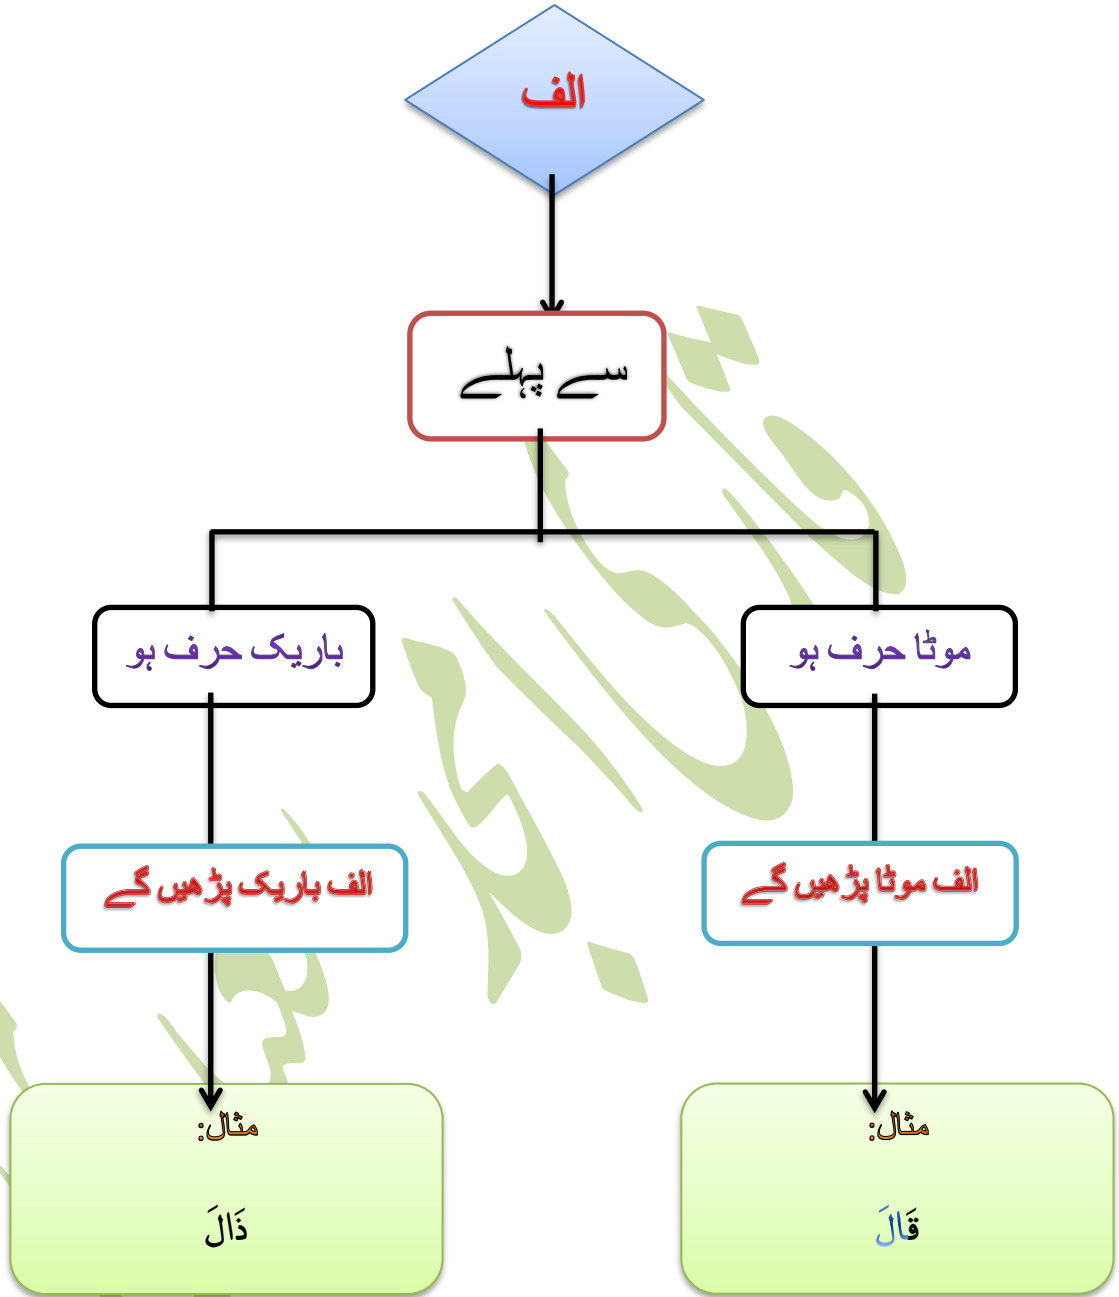 الف
سے پہلے
موٹا حرف ہو
باریک حرف ہو
الف موٹا پڑھیں گے
الف باریک پڑھیں گے
مثال:
قَالَ
مثال:
ذَالَ